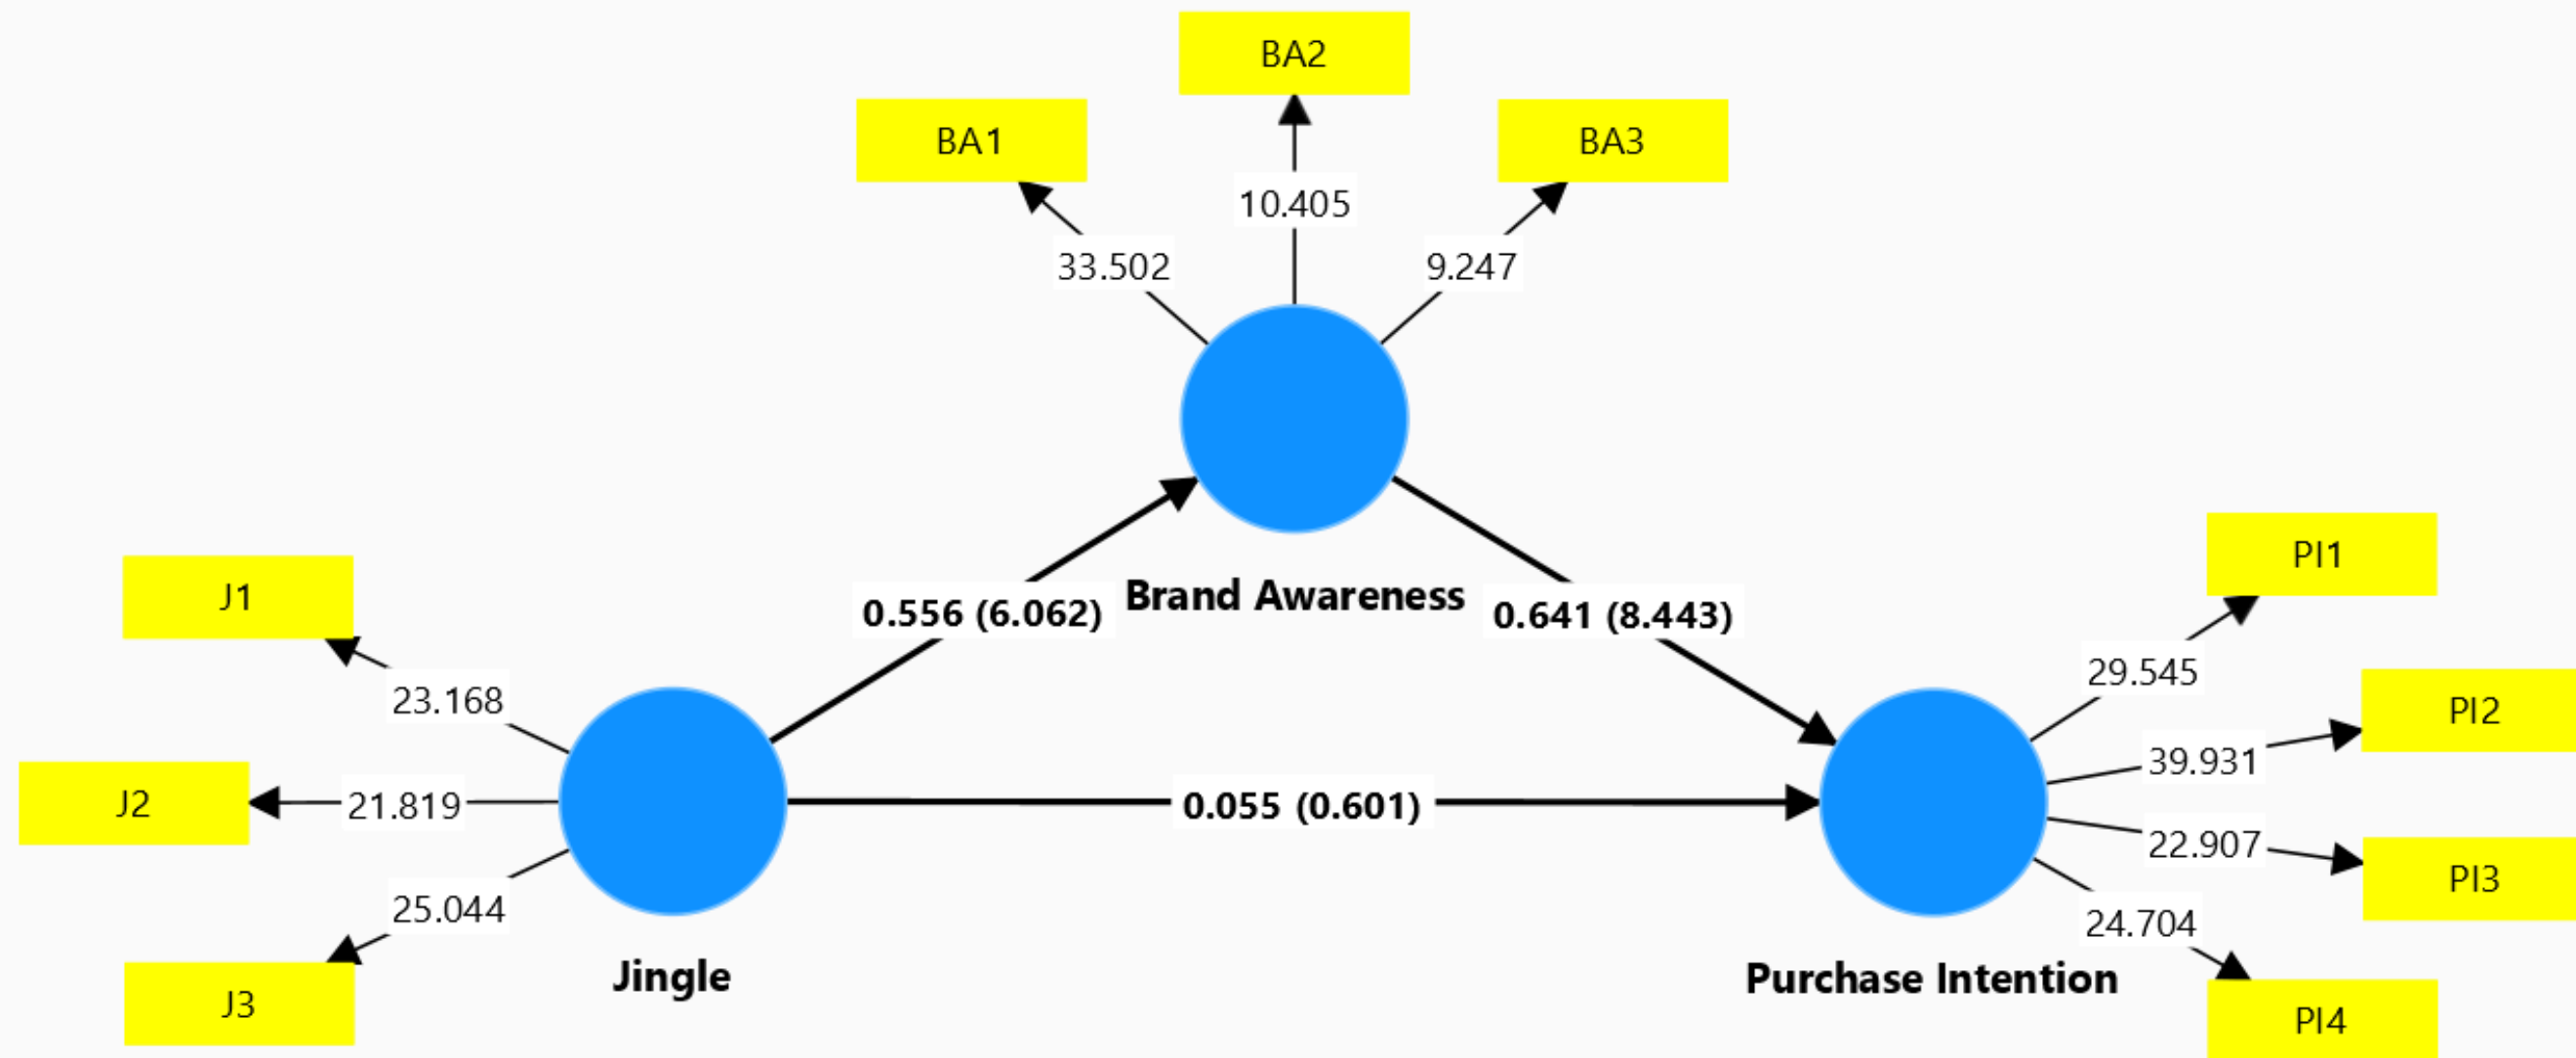 BA2
BA1
BA3
10.405
33.502
9.247
Brand Awareness
0.556 (6.062)
0.641 (8.443)
J1
J2
J3
23.168
21.819
25.044
Jingle
0.055 (0.601)
PI1
PI2
PI3
PI4
29.545
39.931
22.907
24.704
Purchase Intention